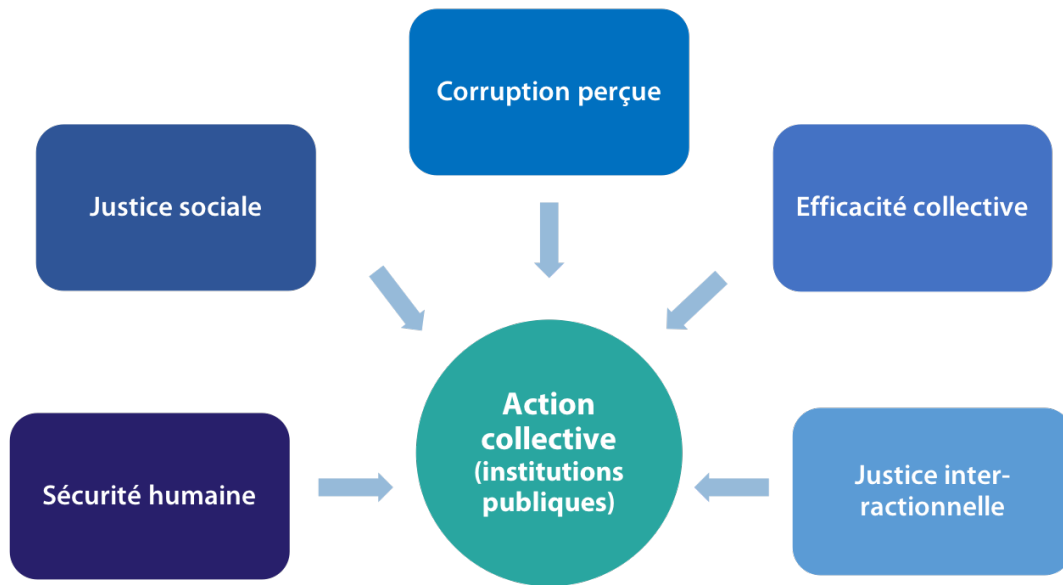 Corruption perçue
Justice sociale
Efficacité collective
Action
collective
(institutions
publiques)
Sécurité humaine
Justice inter-
ractionnelle